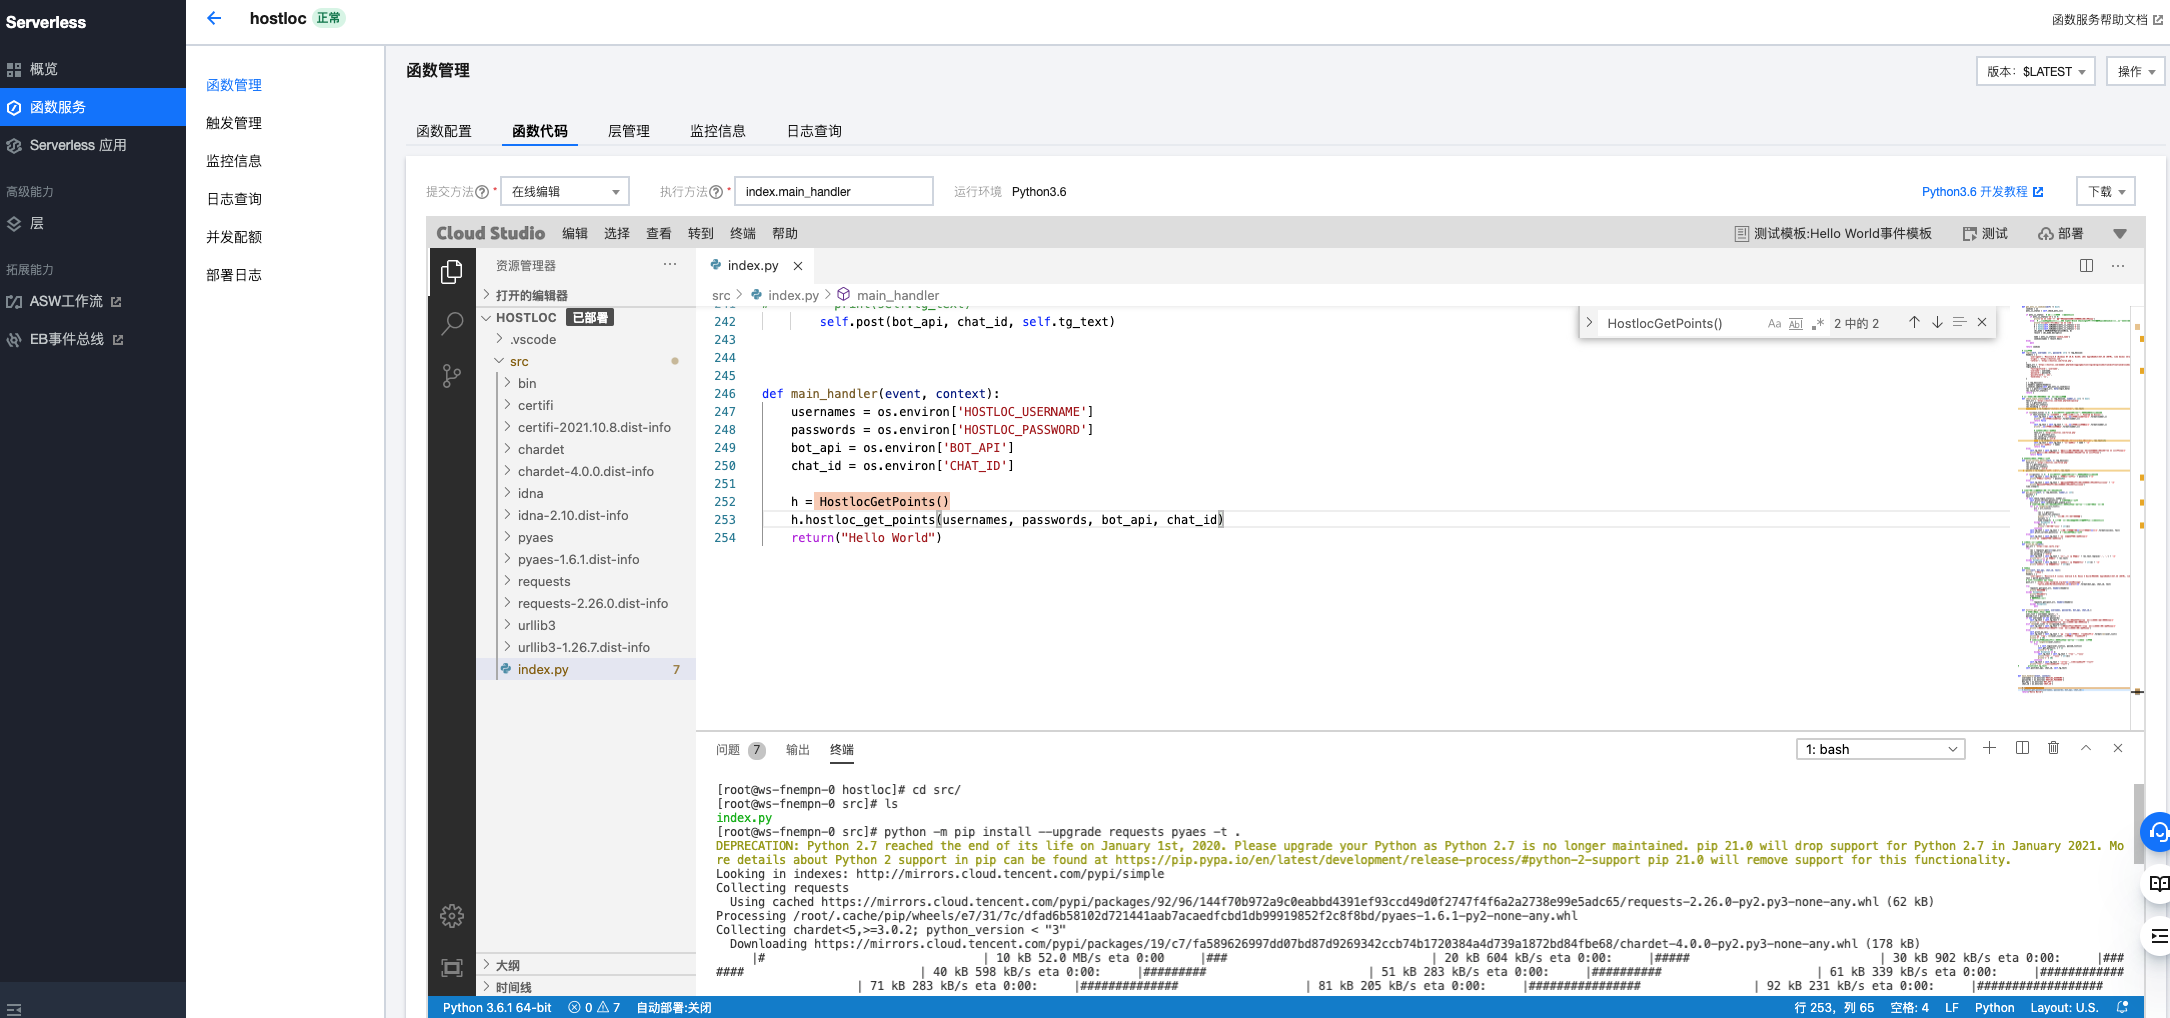 Serverless
概览
函数服务
Serverless 应用
高级能力
层
拓展能力
ASW工作流
EB事件总线
hostloc 正常
函数服务帮助文档
函数管理
触发管理
监控信息
日志查询
并发配额
部署日志
函数管理
版本: $LATEST
操作
函数配置 函数代码 层管理 监控信息 日志查询
提交方法 * 在线编辑 执行方法 * index.main_handler 运行环境 Python3.6 Python3.6 开发教程 下载
Cloud Studio 编辑 选择 查看 转到 终端 帮助 测试模板:Hello World事件模板 测试 部署
资源管理器
打开的编辑器
HOSTLOC 已部署
.vscode
src
bin
certifi
certifi-2021.10.8.dist-info
chardet
chardet-4.0.0.dist-info
idna
idna-2.10.dist-info
pyaes
pyaes-1.6.1.dist-info
requests
requests-2.26.0.dist-info
urllib3
urllib3-1.26.7.dist-info
index.py 7
大纲
时间线
index.py
src > index.py > main_handler
HostlocGetPoints() Aa Abl .* 2 中的 2
242 self.post(bot_api, chat_id, self.tg_text)
243
244
245
246 def main_handler(event, context):
247 usernames = os.environ['HOSTLOC_USERNAME']
248 passwords = os.environ['HOSTLOC_PASSWORD']
249 bot_api = os.environ['BOT_API']
250 chat_id = os.environ['CHAT_ID']
251
252 h = HostlocGetPoints()
253 h.hostloc_get_points(usernames, passwords, bot_api, chat_id)
254 return("Hello World")
问题 7 输出 终端
1: bash
[root@ws-fnempn-0 hostloc]# cd src/
[root@ws-fnempn-0 src]# ls
index.py
[root@ws-fnempn-0 src]# python -m pip install --upgrade requests pyaes -t .
DEPRECATION: Python 2.7 reached the end of its life on January 1st, 2020. Please upgrade your Python as Python 2.7 is no longer maintained. pip 21.0 will drop support for Python 2.7 in January 2021. Mo
re details about Python 2 support in pip can be found at https://pip.pypa.io/en/latest/development/release-process/#python-2-support pip 21.0 will remove support for this functionality.
Looking in indexes: http://mirrors.cloud.tencent.com/pypi/simple
Collecting requests
Using cached https://mirrors.cloud.tencent.com/pypi/packages/92/96/144f70b972a9c0eabbd4391ef93ccd49d0f2747f4f6a2a2738e99e5adc65/requests-2.26.0-py2.py3-none-any.whl (62 kB)
Processing /root/.cache/pip/wheels/e7/31/7c/dfad6b58102d721441aab7acaedfcbd1db99919852f2c8f8bd/pyaes-1.6.1-py2-none-any.whl
Collecting chardet<5,>=3.0.2; python_version < "3"
Downloading https://mirrors.cloud.tencent.com/pypi/packages/19/c7/fa589626997dd07bd87d9269342ccb74b1720384a4d739a1872bd84fbe68/chardet-4.0.0-py2.py3-none-any.whl (178 kB)
|# | 10 kB 52.0 MB/s eta 0:00 |### | 20 kB 604 kB/s eta 0:00: |##### | 30 kB 902 kB/s eta 0:00: |###
#### | 40 kB 598 kB/s eta 0:00: |######### | 51 kB 283 kB/s eta 0:00: |########## | 61 kB 339 kB/s eta 0:00: |############
| 71 kB 283 kB/s eta 0:00: |############## | 81 kB 205 kB/s eta 0:00: |################ | 92 kB 231 kB/s eta 0:00: |##################
Python 3.6.1 64-bit 0 7 自动部署:关闭 行 253，列 65 空格: 4 LF Python Layout: U.S.